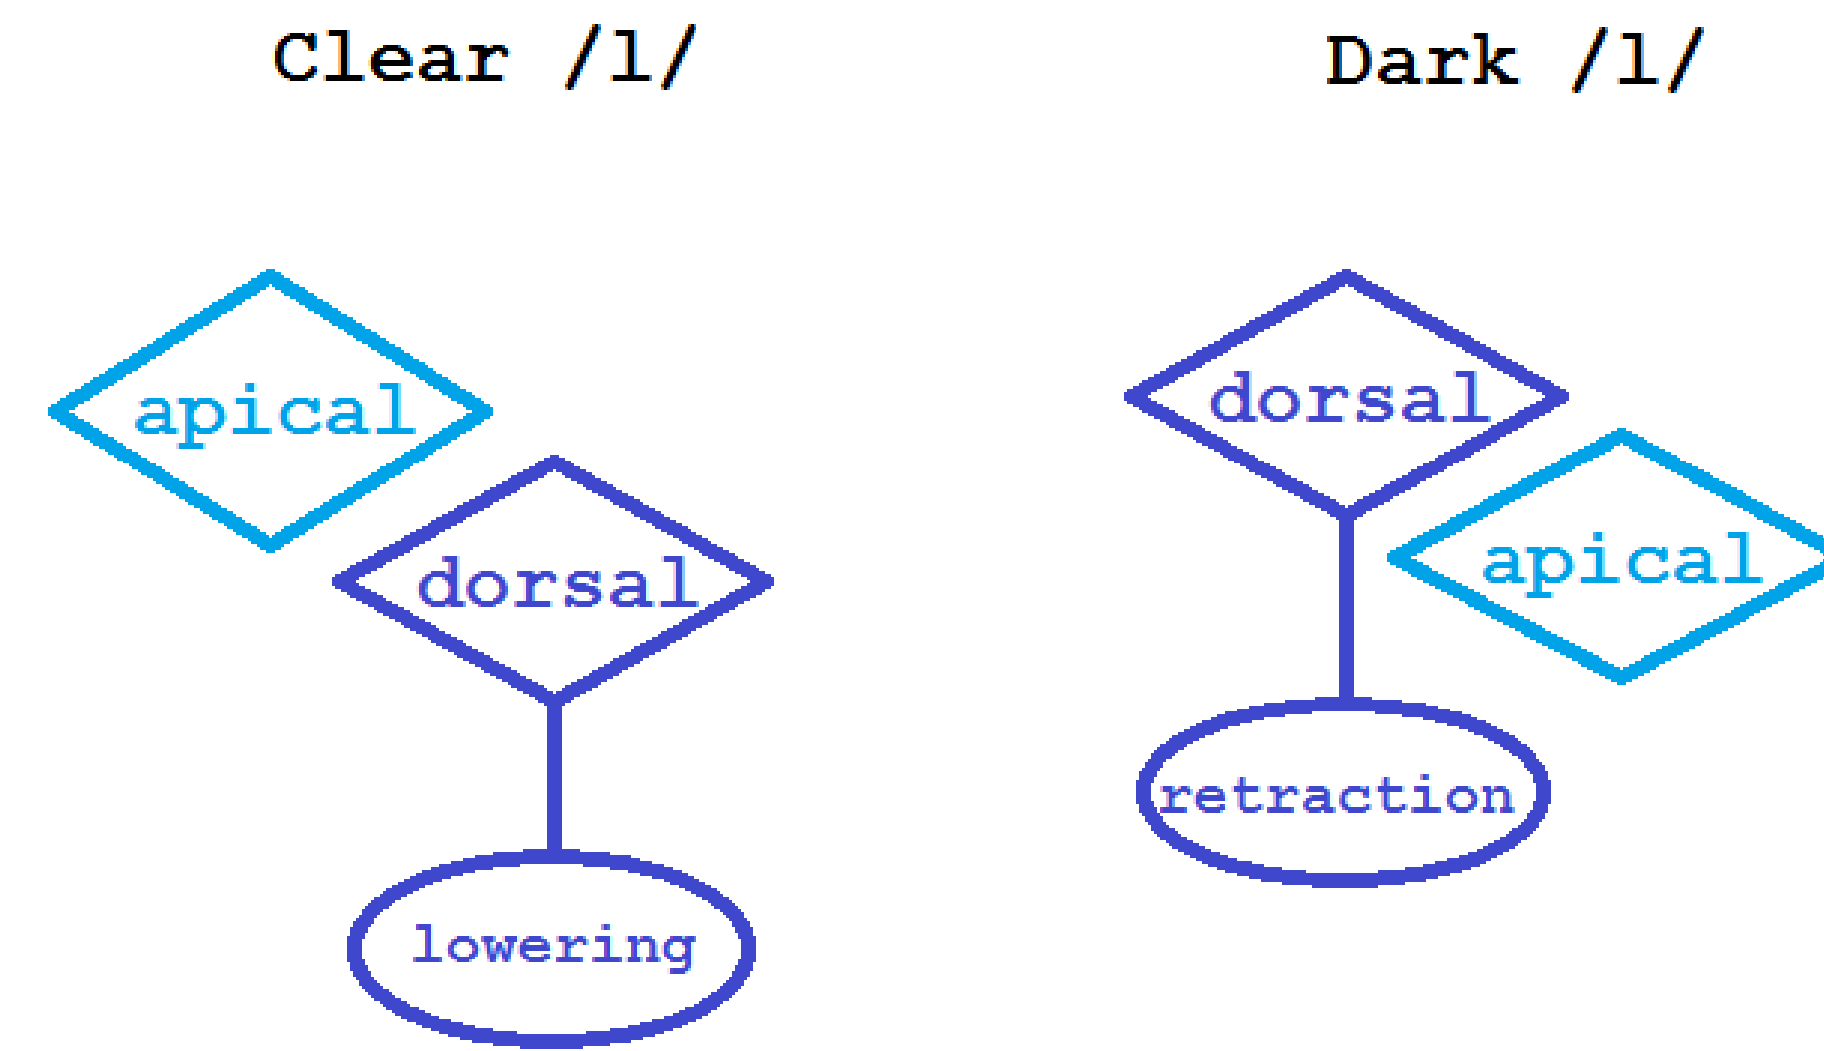 Clear /l/
Dark /l/
apical
dorsal
lowering
dorsal
apical
retraction